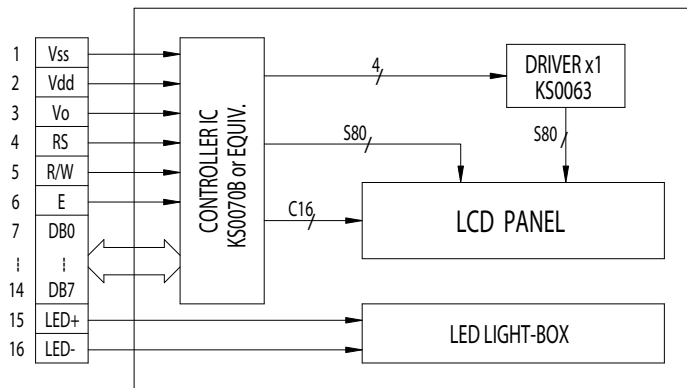 1 Vss
2 Vdd
3 Vo
4 RS
5 R/W
6 E
7 DB0
14 DB7
15 LED+
16 LED-
CONTROLLER IC
KS0070B or EQUIV.
4
DRIVER x1
KS0063
S80
S80
C16
LCD PANEL
LED LIGHT-BOX